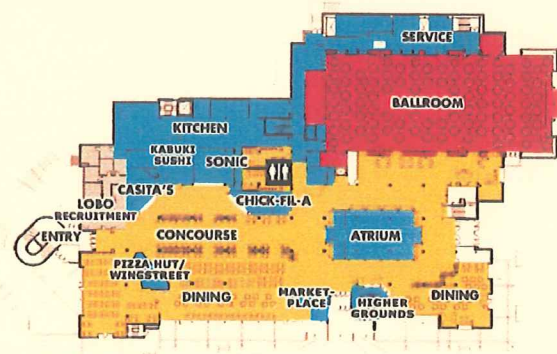 SERVICE
BALLROOM
KITCHEN
KABUKI
SUSHI
SONIC
CASITA'S
CHICK-FIL-A
LOBO
RECRUITMENT
ENTRY
CONCOURSE
ATRIUM
PIZZA HUT/
WINGSTREET
DINING
MARKET-
PLACE
HIGHER
GROUNDS
DINING